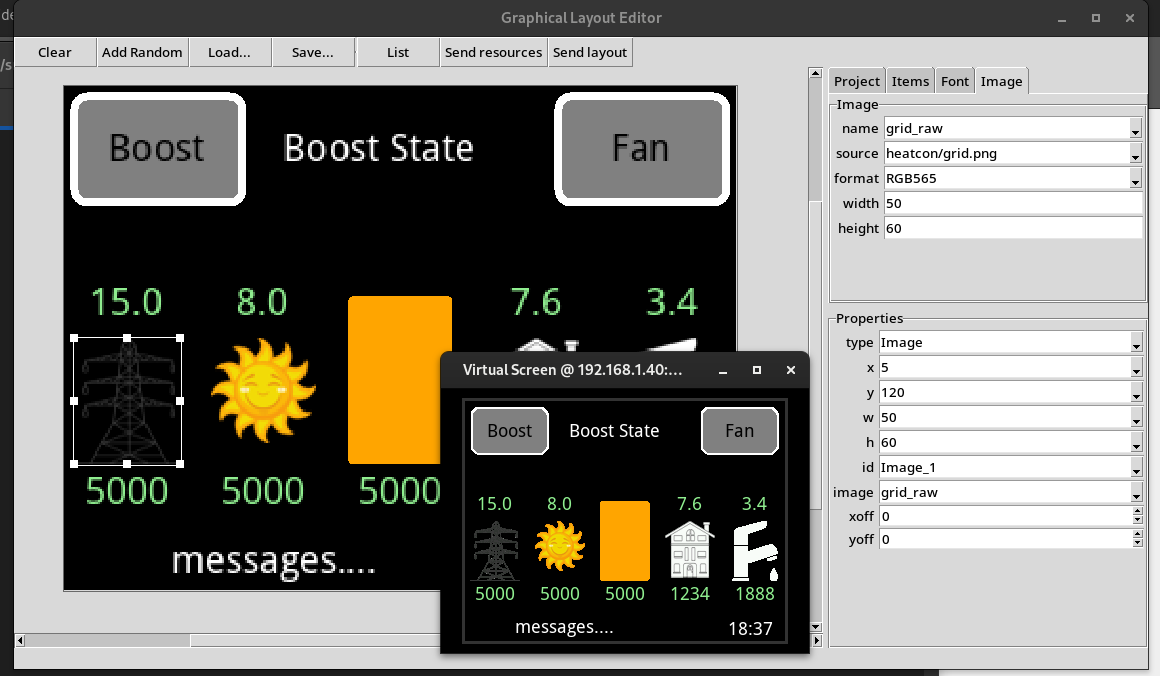 de
Graphical Layout Editor
Clear Add Random Load... Save... List Send resources Send layout
/s
Project Items Font Image
Image
name grid_raw
source heatcon/grid.png
format RGB565
width 50
height 60
Boost Boost State Fan
15.0 8.0 7.6 3.4
5000 5000 5000
messages....
Properties
type Image
x 5
y 120
w 50
h 60
id Image_1
image grid_raw
xoff 0
yoff 0
Virtual Screen @ 192.168.1.40:...
Boost Boost State Fan
15.0 8.0 7.6 3.4
5000 5000 5000 1234 1888
messages.... 18:37